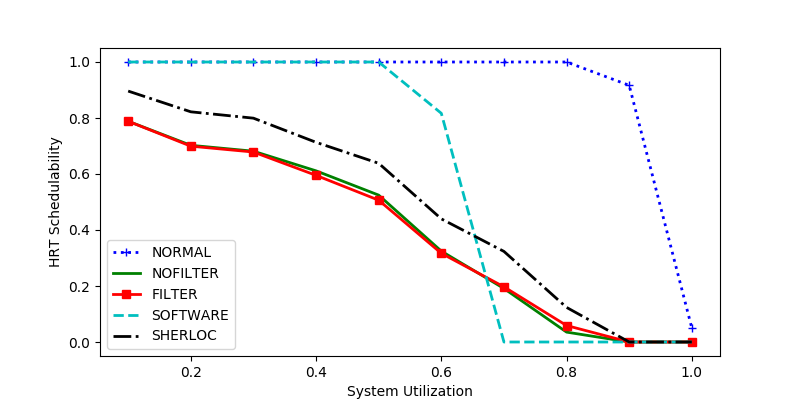 1.0
0.8
0.6
0.4
0.2
0.0
HRT Schedulability
NORMAL
NOFILTER
FILTER
SOFTWARE
SHERLOC
0.2 0.4 0.6 0.8 1.0
System Utilization